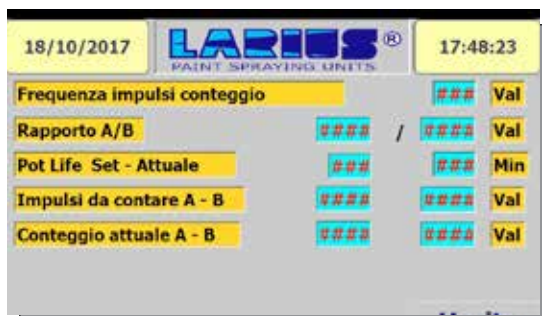 18/10/2017 LARIUS ® 17:48:23
PAINT SPRAYING UNITS
Frequenza impulsi conteggio ### Val
Rapporto A/B #### / #### Val
Pot Life Set - Attuale ### ### Min
Impulsi da contare A - B #### #### Val
Conteggio attuale A - B #### #### Val